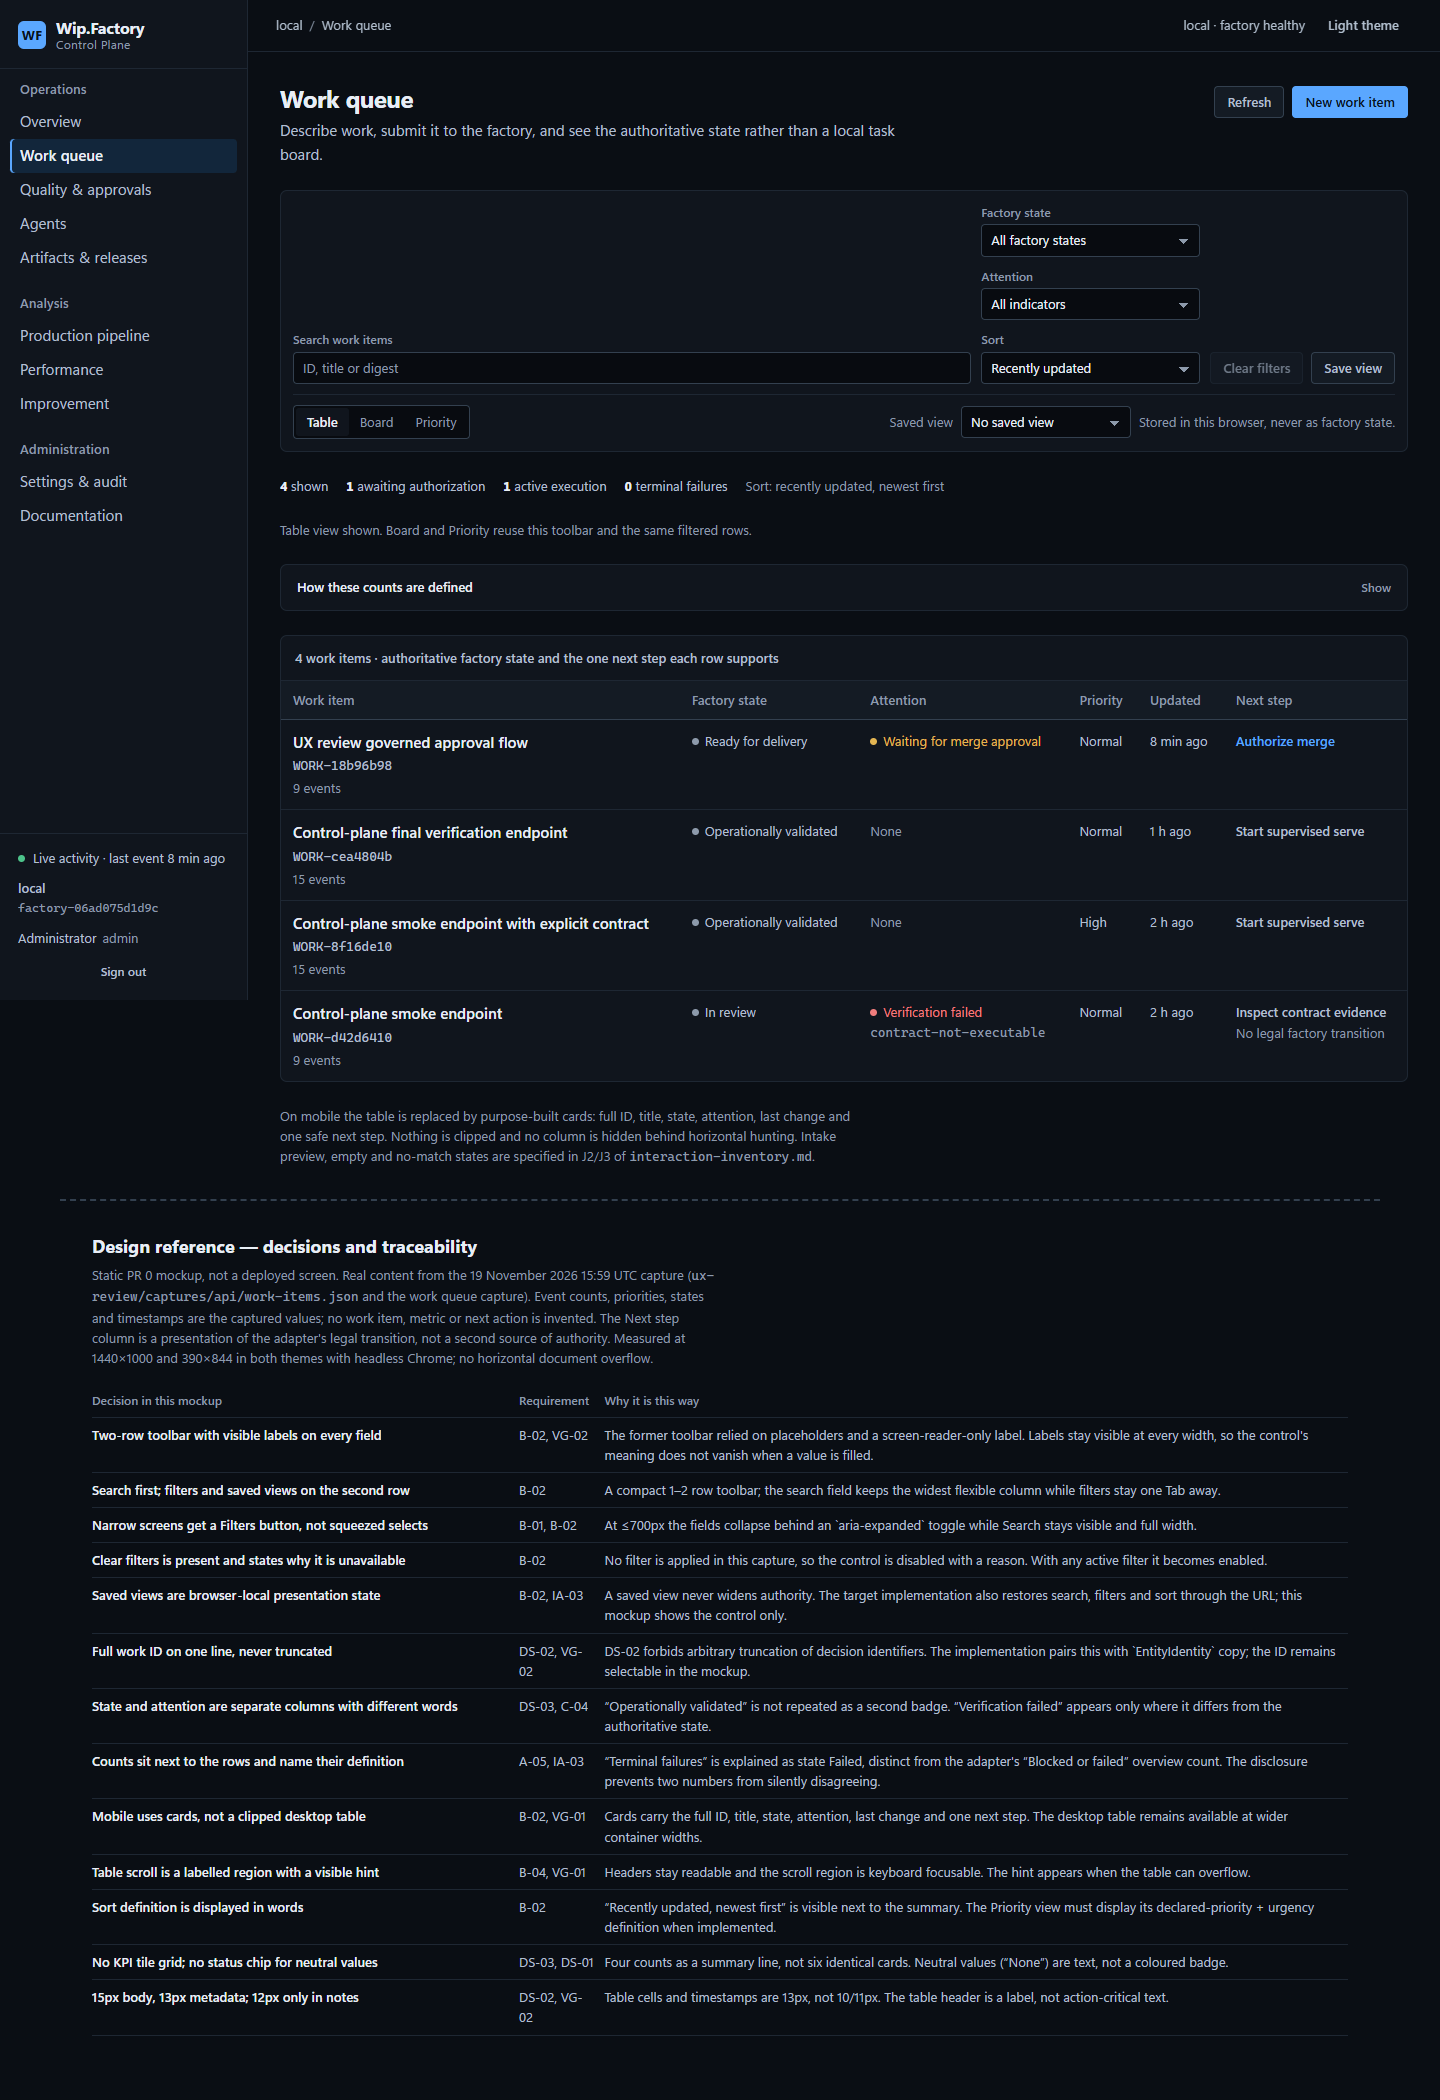 WF
Wip.Factory
Control Plane
Operations
Overview
Work queue
Quality & approvals
Agents
Artifacts & releases
Analysis
Production pipeline
Performance
Improvement
Administration
Settings & audit
Documentation
Live activity · last event 8 min ago
local
factory-06ad075d1d9c
Administrator admin
Sign out
local / Work queue
local · factory healthy
Light theme
Work queue
Describe work, submit it to the factory, and see the authoritative state rather than a local task
board.
Refresh
New work item
Factory state
All factory states
Attention
All indicators
Search work items
ID, title or digest
Sort
Recently updated
Clear filters
Save view
Table Board Priority
Saved view
No saved view
Stored in this browser, never as factory state.
4 shown 1 awaiting authorization 1 active execution 0 terminal failures Sort: recently updated, newest first
Table view shown. Board and Priority reuse this toolbar and the same filtered rows.
How these counts are defined
Show
4 work items · authoritative factory state and the one next step each row supports
Work item Factory state Attention Priority Updated Next step
UX review governed approval flow Ready for delivery Waiting for merge approval Normal 8 min ago Authorize merge
WORK-18b96b98
9 events
Control-plane final verification endpoint Operationally validated None Normal 1 h ago Start supervised serve
WORK-cea4804b
15 events
Control-plane smoke endpoint with explicit contract Operationally validated None High 2 h ago Start supervised serve
WORK-8f16de10
15 events
Control-plane smoke endpoint In review Verification failed Normal 2 h ago Inspect contract evidence
WORK-d42d6410 contract-not-executable No legal factory transition
9 events
On mobile the table is replaced by purpose-built cards: full ID, title, state, attention, last change and
one safe next step. Nothing is clipped and no column is hidden behind horizontal hunting. Intake
preview, empty and no-match states are specified in J2/J3 of interaction-inventory.md.
Design reference — decisions and traceability
Static PR 0 mockup, not a deployed screen. Real content from the 19 November 2026 15:59 UTC capture (ux-
review/captures/api/work-items.json and the work queue capture). Event counts, priorities, states
and timestamps are the captured values; no work item, metric or next action is invented. The Next step
column is a presentation of the adapter's legal transition, not a second source of authority. Measured at
1440×1000 and 390×844 in both themes with headless Chrome; no horizontal document overflow.
Decision in this mockup Requirement Why it is this way
Two-row toolbar with visible labels on every field B-02, VG-02 The former toolbar relied on placeholders and a screen-reader-only label. Labels stay visible at every width, so the control's
meaning does not vanish when a value is filled.
Search first; filters and saved views on the second row B-02 A compact 1–2 row toolbar; the search field keeps the widest flexible column while filters stay one Tab away.
Narrow screens get a Filters button, not squeezed selects B-01, B-02 At ≤700px the fields collapse behind an `aria-expanded` toggle while Search stays visible and full width.
Clear filters is present and states why it is unavailable B-02 No filter is applied in this capture, so the control is disabled with a reason. With any active filter it becomes enabled.
Saved views are browser-local presentation state B-02, IA-03 A saved view never widens authority. The target implementation also restores search, filters and sort through the URL; this
mockup shows the control only.
Full work ID on one line, never truncated DS-02, VG- DS-02 forbids arbitrary truncation of decision identifiers. The implementation pairs this with `EntityIdentity` copy; the ID remains
02 selectable in the mockup.
State and attention are separate columns with different words DS-03, C-04 “Operationally validated” is not repeated as a second badge. “Verification failed” appears only where it differs from the
authoritative state.
Counts sit next to the rows and name their definition A-05, IA-03 “Terminal failures” is explained as state Failed, distinct from the adapter's “Blocked or failed” overview count. The disclosure
prevents two numbers from silently disagreeing.
Mobile uses cards, not a clipped desktop table B-02, VG-01 Cards carry the full ID, title, state, attention, last change and one next step. The desktop table remains available at wider
container widths.
Table scroll is a labelled region with a visible hint B-04, VG-01 Headers stay readable and the scroll region is keyboard focusable. The hint appears when the table can overflow.
Sort definition is displayed in words B-02 “Recently updated, newest first” is visible next to the summary. The Priority view must display its declared-priority + urgency
definition when implemented.
No KPI tile grid; no status chip for neutral values DS-03, DS-01 Four counts as a summary line, not six identical cards. Neutral values (“None”) are text, not a coloured badge.
15px body, 13px metadata; 12px only in notes DS-02, VG- Table cells and timestamps are 13px, not 10/11px. The table header is a label, not action-critical text.
02